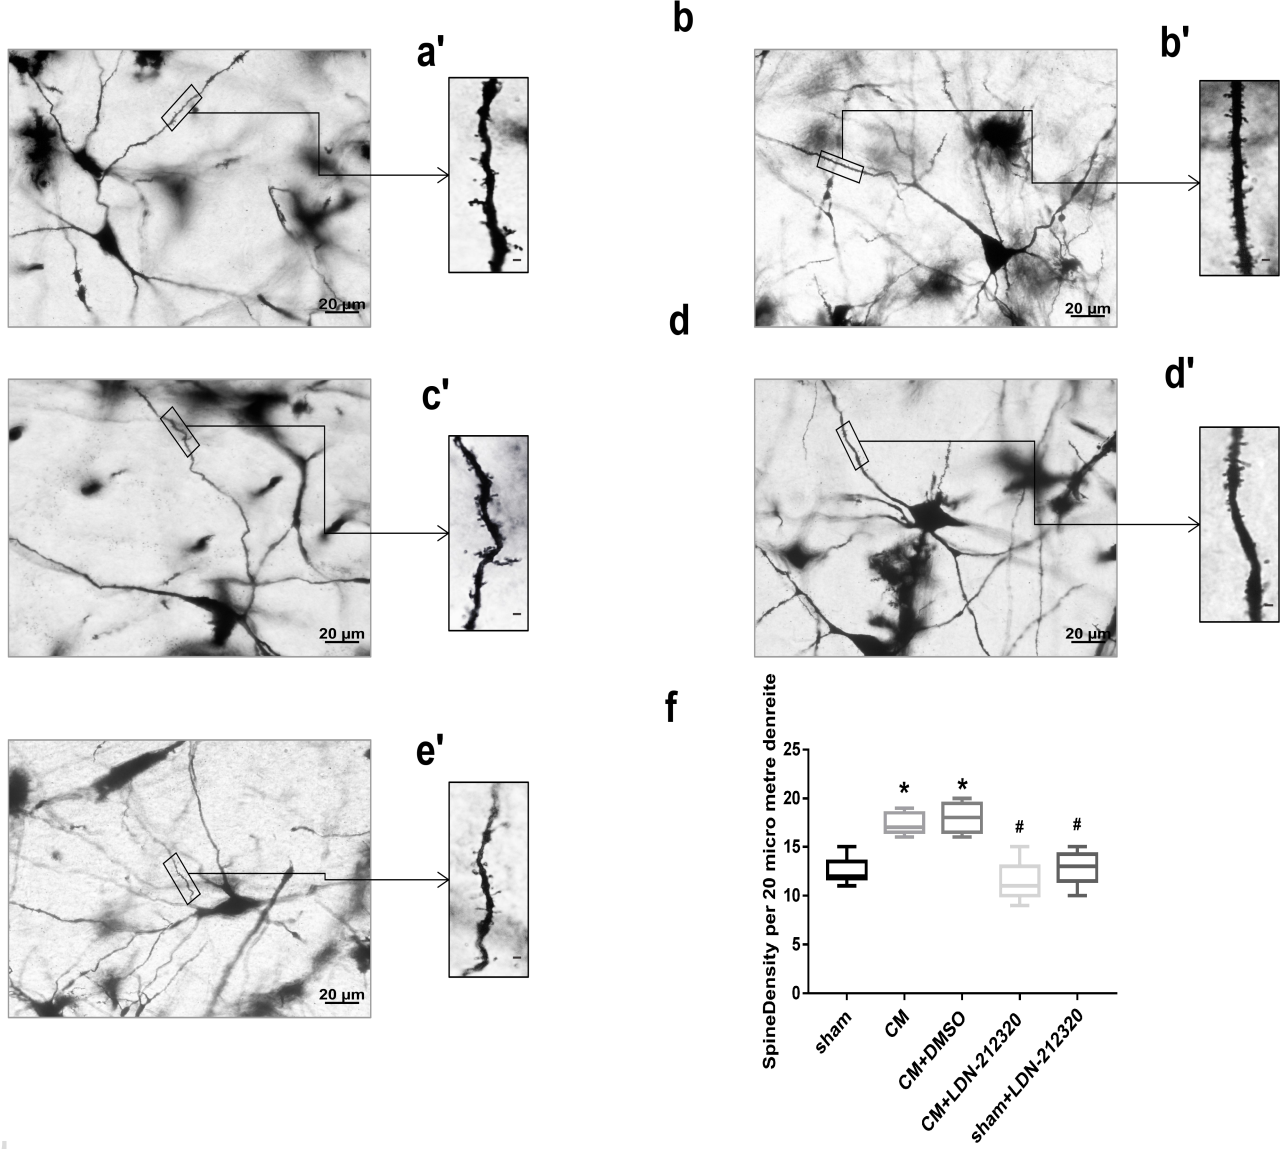 b
a'
b'
20 µm
20 µm
d
c'
d'
20 µm
20 µm
f
e'
20 µm
SpineDensity per 20 micro metre denreite
25
20
15
10
5
0
*
*
#
#
sham
CM
CM+DMSO
CM+LDN-212320
sham+LDN-212320